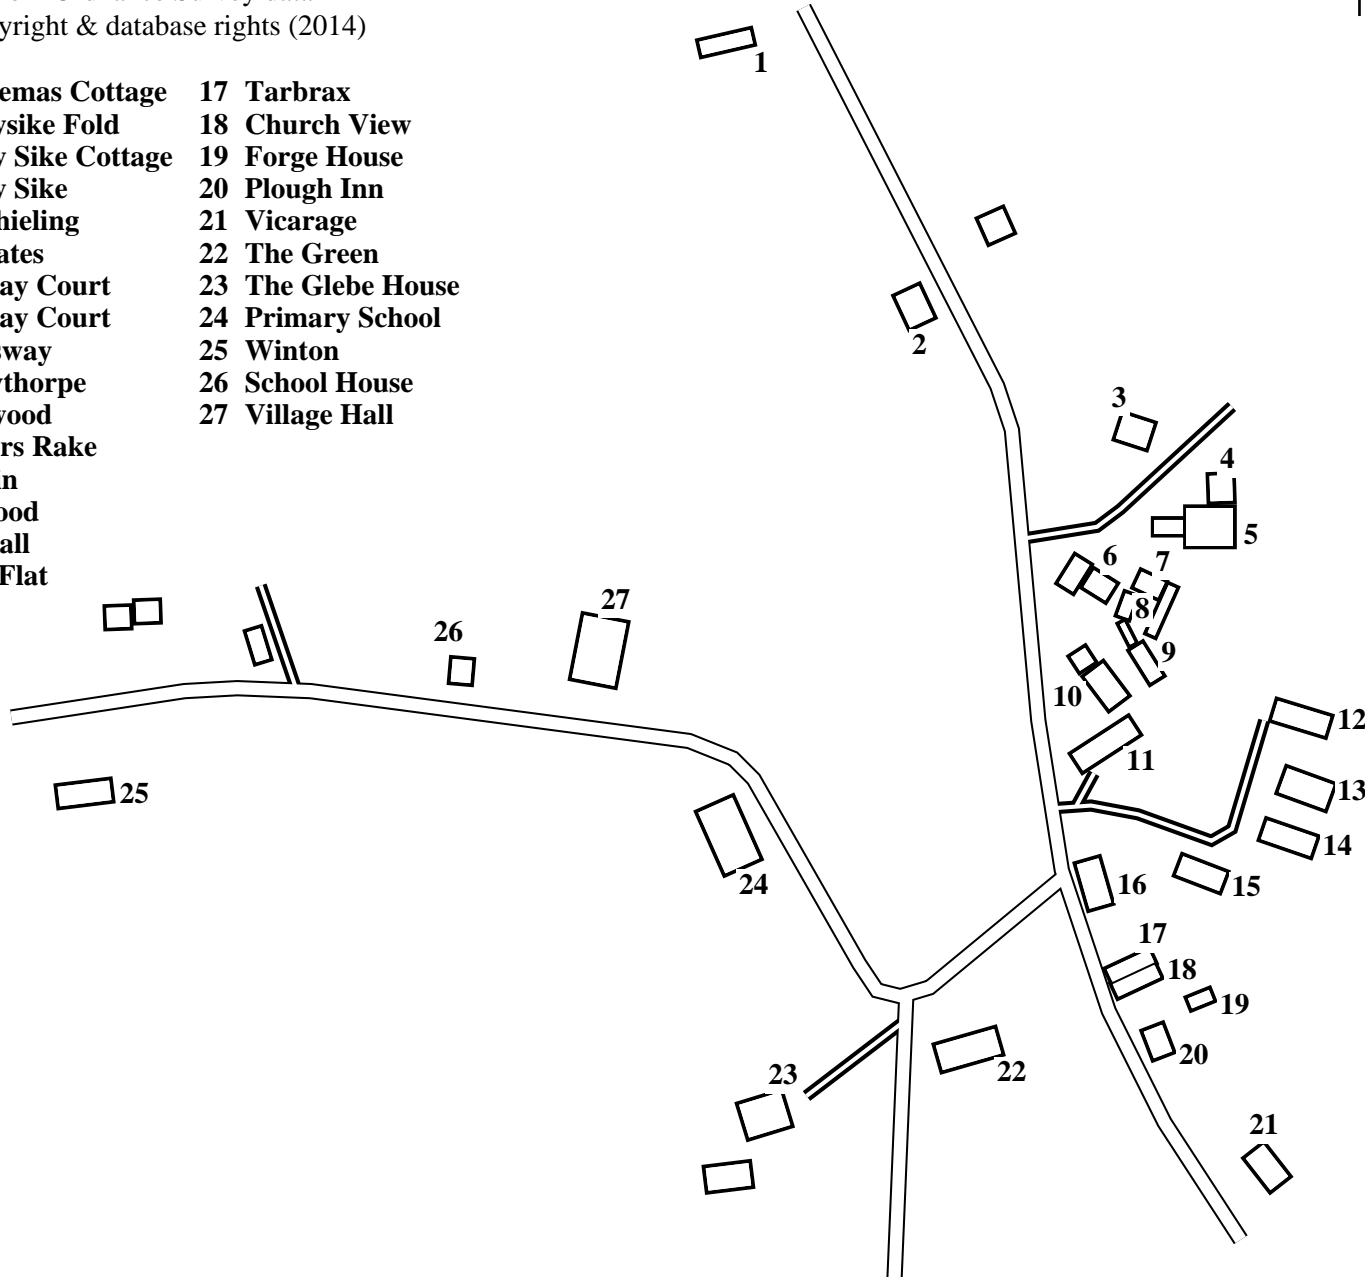 Ordnance Survey data
yright & database rights (2014)
emas Cottage 17 Tarbrax
ysike Fold 18 Church View
y Sike Cottage 19 Forge House
y Sike 20 Plough Inn
hieling 21 Vicarage
ates 22 The Green
ay Court 23 The Glebe House
ay Court 24 Primary School
sway 25 Winton
ythorpe 26 School House
wood 27 Village Hall
rs Rake
in
ood
all
Flat
1
2
3
4
5
6
7
8
9
10
11
12
13
14
15
16
17
18
19
20
21
22
23
24
25
26
27